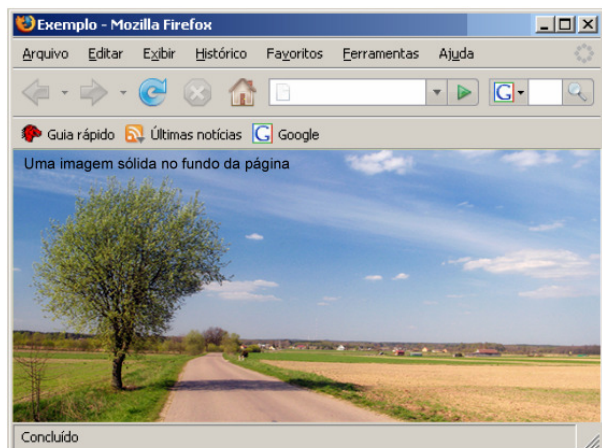 Exemplo - Mozilla Firefox
Arquivo Editar Exibir Histórico Favoritos Ferramentas Ajuda
G
Guia rápido Últimas notícias G Google
Uma imagem sólida no fundo da página
Concluído